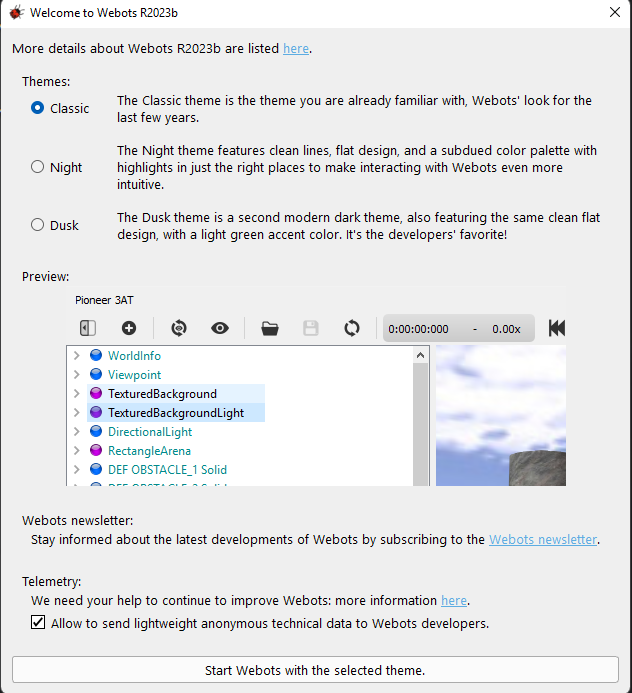 Welcome to Webots R2023b
More details about Webots R2023b are listed here.
Themes:
Classic
The Classic theme is the theme you are already familiar with, Webots' look for the
last few years.
Night
The Night theme features clean lines, flat design, and a subdued color palette with
highlights in just the right places to make interacting with Webots even more
intuitive.
Dusk
The Dusk theme is a second modern dark theme, also featuring the same clean flat
design, with a light green accent color. It's the developers' favorite!
Preview:
Pioneer 3AT
0:00:00:000 - 0.00x
WorldInfo
Viewpoint
TexturedBackground
TexturedBackgroundLight
DirectionalLight
RectangleArena
DEF OBSTACLE_1 Solid
DEF OBSTACLE_2 Solid
Webots newsletter:
Stay informed about the latest developments of Webots by subscribing to the Webots newsletter.
Telemetry:
We need your help to continue to improve Webots: more information here.
Allow to send lightweight anonymous technical data to Webots developers.
Start Webots with the selected theme.